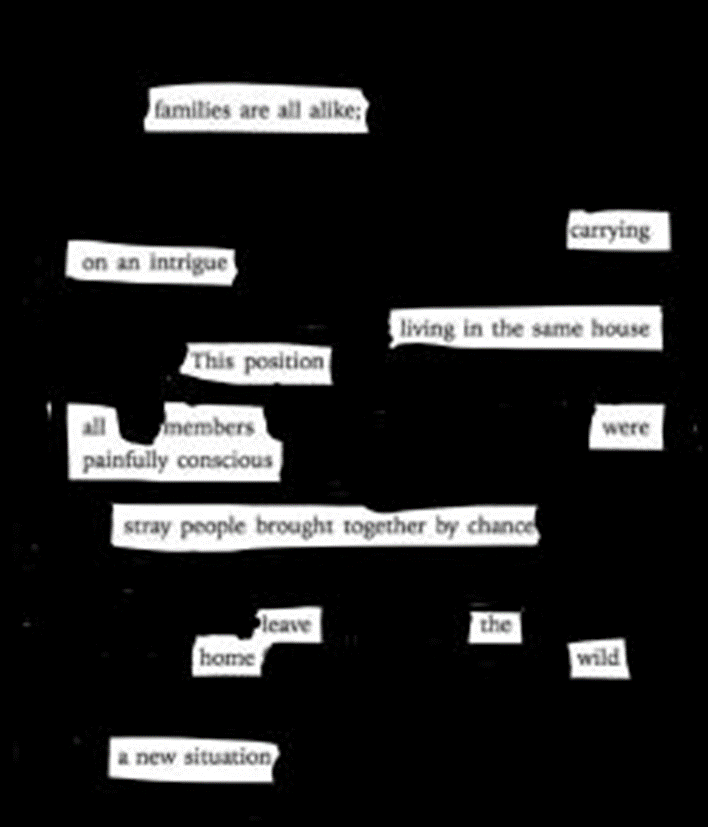 families are all alike;
carrying
on an intrigue
living in the same house
This position
all members were
painfully conscious
stray people brought together by chance
leave the
home wild
a new situation